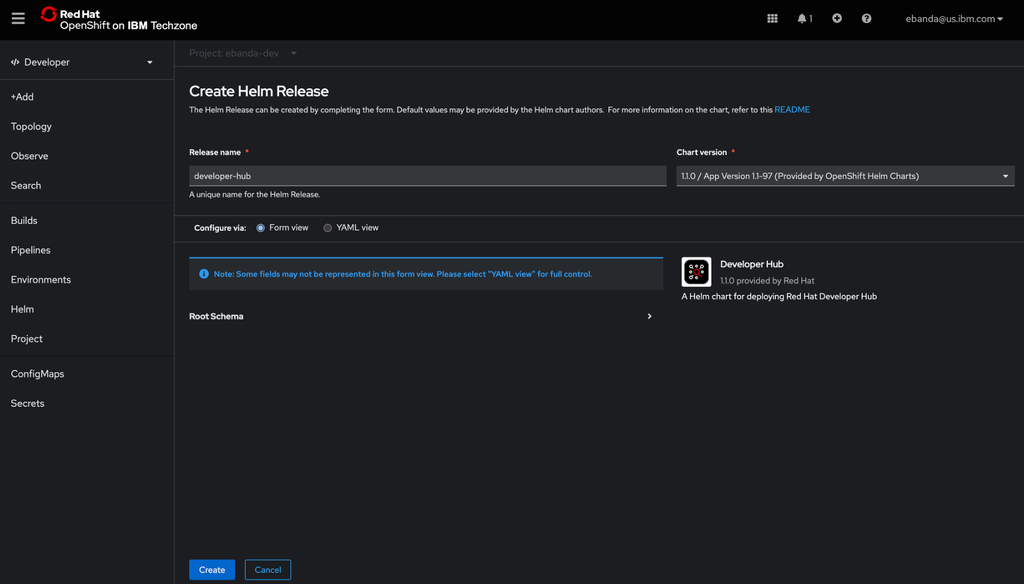 Red Hat
OpenShift on IBM Techzone
1
ebanda@us.ibm.com
Developer
+Add
Topology
Observe
Search
Builds
Pipelines
Environments
Helm
Project
ConfigMaps
Secrets
Project: ebanda-dev
Create Helm Release
The Helm Release can be created by completing the form. Default values may be provided by the Helm chart authors. For more information on the chart, refer to this README
Release name *
developer-hub
A unique name for the Helm Release.
Chart version *
1.1.0 / App Version 1.1-97 (Provided by OpenShift Helm Charts)
Configure via: Form view YAML view
Note: Some fields may not be represented in this form view. Please select "YAML view" for full control.
Root Schema
Developer Hub
1.1.0 provided by Red Hat
A Helm chart for deploying Red Hat Developer Hub
Create Cancel